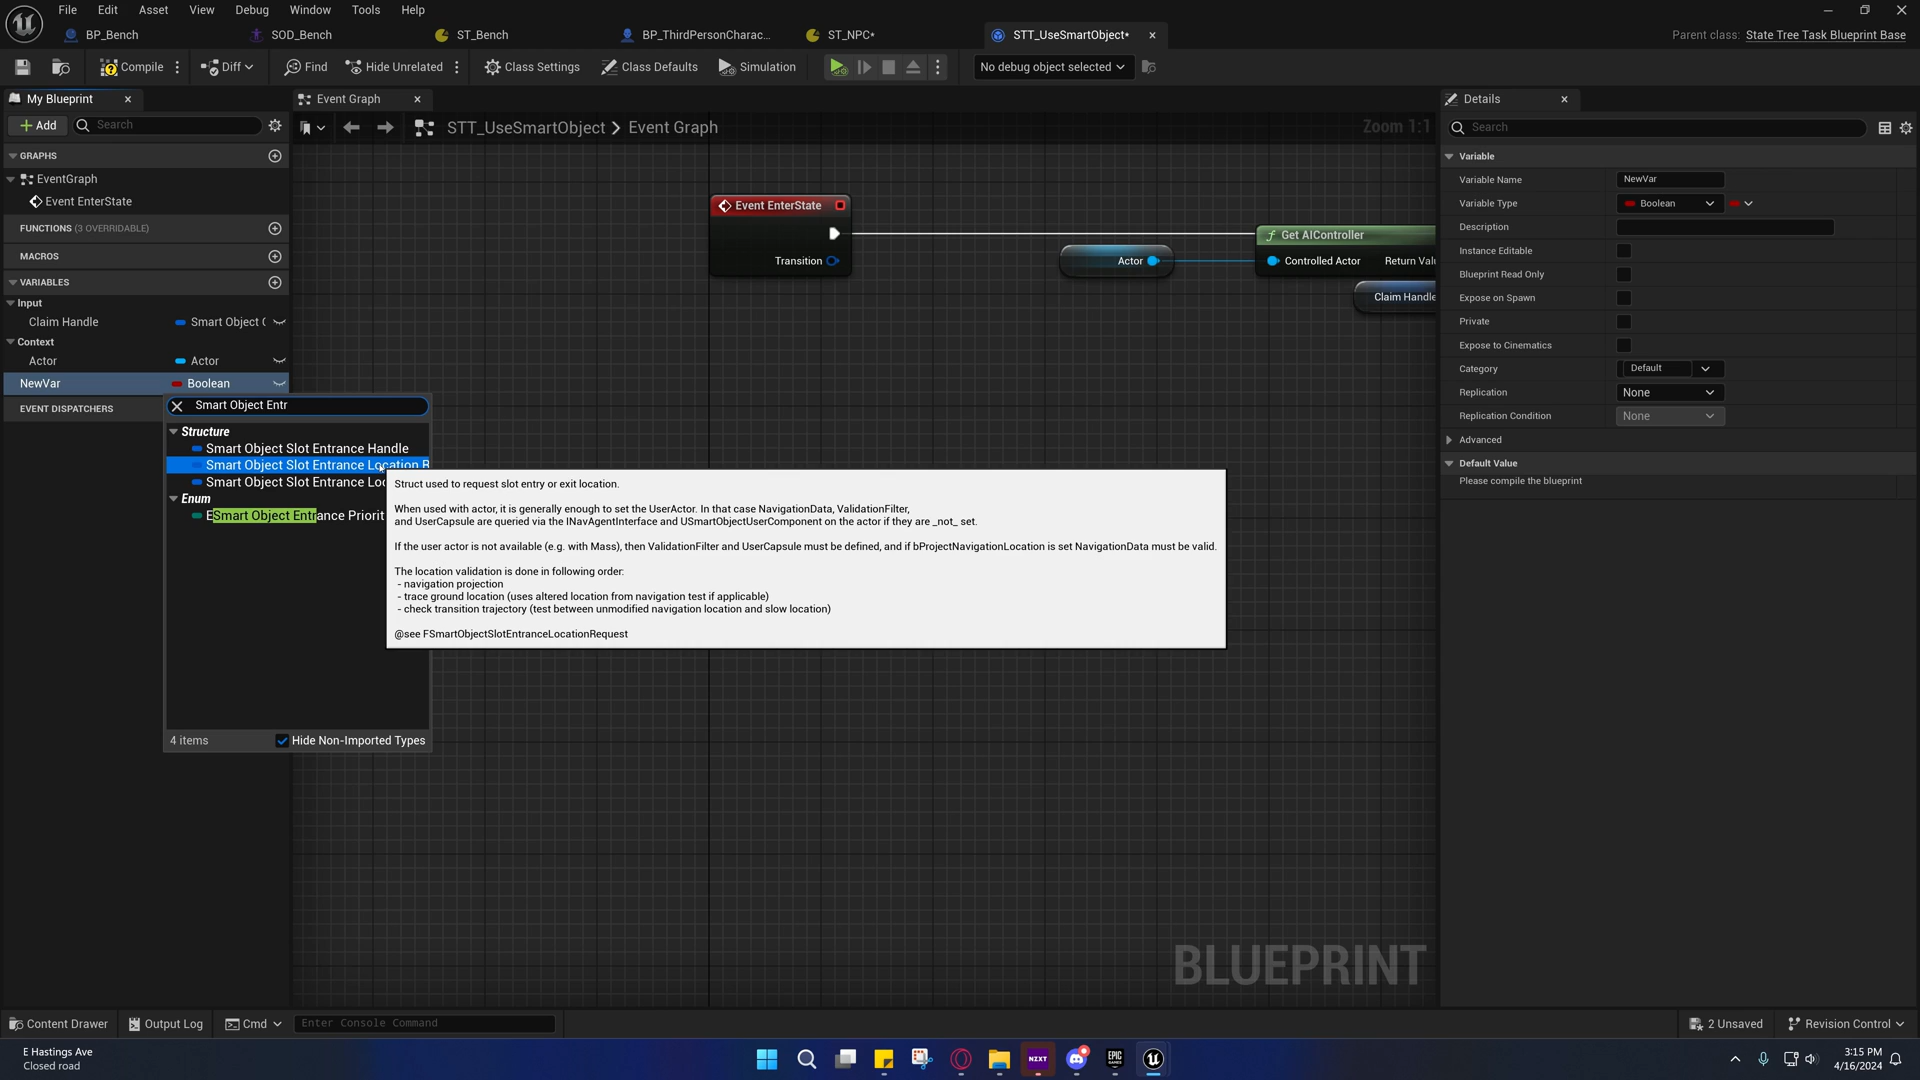 File Edit Asset View Debug Window Tools Help
BP_Bench SOD_Bench ST_Bench BP_ThirdPersonCharac... ST_NPC* STT_UseSmartObject* Parent class: State Tree Task Blueprint Base
Compile Diff Find Hide Unrelated Class Settings Class Defaults Simulation No debug object selected
My Blueprint Event Graph Details
Add Search STT_UseSmartObject Event Graph Zoom 1:1 Search
GRAPHS
EventGraph
Event EnterState
FUNCTIONS (3 OVERRIDABLE)
MACROS
VARIABLES
Input
Claim Handle Smart Object
Context
Actor Actor
NewVar Boolean
EVENT DISPATCHERS
Smart Object Entr
Structure
Smart Object Slot Entrance Handle
Smart Object Slot Entrance Location
Smart Object Slot Entrance Loc
Enum
ESmart Object Entrance Priorit
4 items Hide Non-Imported Types
Struct used to request slot entry or exit location.
When used with actor, it is generally enough to set the UserActor. In that case NavigationData, ValidationFilter,
and UserCapsule are queried via the INavAgentInterface and USmartObjectUserComponent on the actor if they are _not_ set.
If the user actor is not available (e.g. with Mass), then ValidationFilter and UserCapsule must be defined, and if bProjectNavigationLocation is set NavigationData must be valid.
The location validation is done in following order:
- navigation projection
- trace ground location (uses altered location from navigation test if applicable)
- check transition trajectory (test between unmodified navigation location and slow location)
@see FSmartObjectSlotEntranceLocationRequest
Event EnterState
Transition
Actor
Get AIController
Controlled Actor Return Valu
Claim Handle
BLUEPRINT
Variable
Variable Name NewVar
Variable Type Boolean
Description
Instance Editable
Blueprint Read Only
Expose on Spawn
Private
Expose to Cinematics
Category Default
Replication None
Replication Condition None
Advanced
Default Value
Please compile the blueprint
Content Drawer Output Log Cmd Enter Console Command 2 Unsaved Revision Control
E Hastings Ave
Closed road
NZXT
EPIC
GAMES
3:15 PM
4/16/2024